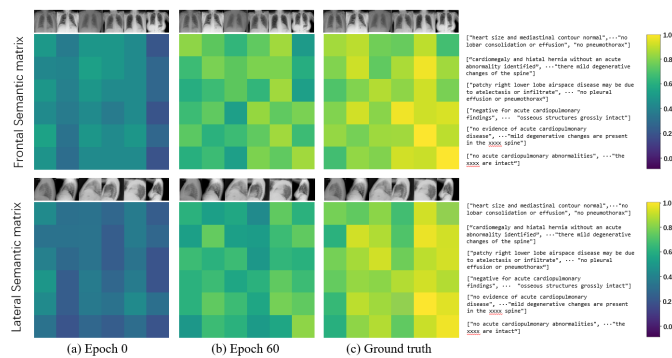 Frontal Semantic matrix
["heart size and mediastinal contour normal",···"no
lobar consolidation or effusion", "no pneumothorax"]
["cardiomegaly and hiatal hernia without an acute
abnormality identified", ···"there mild degenerative
changes of the spine"]
["patchy right lower lobe airspace disease may be due
to atelectasis or infiltrate", ··· "no pleural
effusion or pneumothorax"]
["negative for acute cardiopulmonary
findings", ··· "osseous structures grossly intact"]
["no evidence of acute cardiopulmonary
disease", ···"mild degenerative changes are present
in the xxxx spine"]
["no acute cardiopulmonary abnormalities", ···"the
xxxx are intact"]
1.0
0.8
0.6
0.4
0.2
0.0
Lateral Semantic matrix
["heart size and mediastinal contour normal",···"no
lobar consolidation or effusion", "no pneumothorax"]
["cardiomegaly and hiatal hernia without an acute
abnormality identified", ···"there mild degenerative
changes of the spine"]
["patchy right lower lobe airspace disease may be due
to atelectasis or infiltrate", ··· "no pleural
effusion or pneumothorax"]
["negative for acute cardiopulmonary
findings", ··· "osseous structures grossly intact"]
["no evidence of acute cardiopulmonary
disease", ···"mild degenerative changes are present
in the xxxx spine"]
["no acute cardiopulmonary abnormalities", ···"the
xxxx are intact"]
1.0
0.8
0.6
0.4
0.2
0.0
(a) Epoch 0
(b) Epoch 60
(c) Ground truth